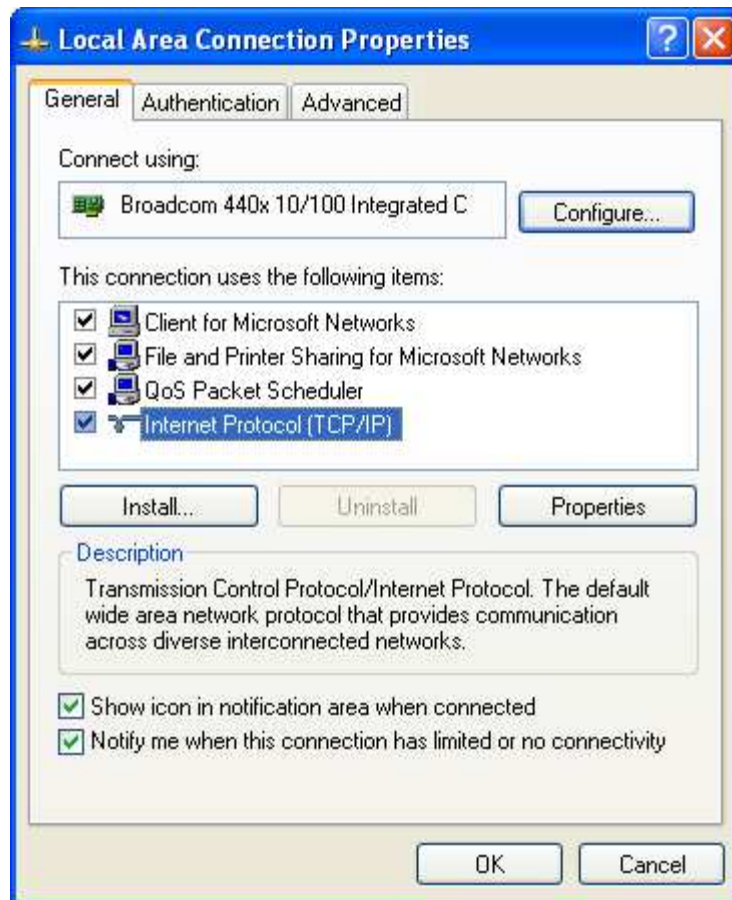 Local Area Connection Properties
General Authentication Advanced
Connect using:
Broadcom 440x 10/100 Integrated C
Configure...
This connection uses the following items:
Client for Microsoft Networks
File and Printer Sharing for Microsoft Networks
QoS Packet Scheduler
Internet Protocol (TCP/IP)
Install... Uninstall Properties
Description
Transmission Control Protocol/Internet Protocol. The default
wide area network protocol that provides communication
across diverse interconnected networks.
Show icon in notification area when connected
Notify me when this connection has limited or no connectivity
OK Cancel